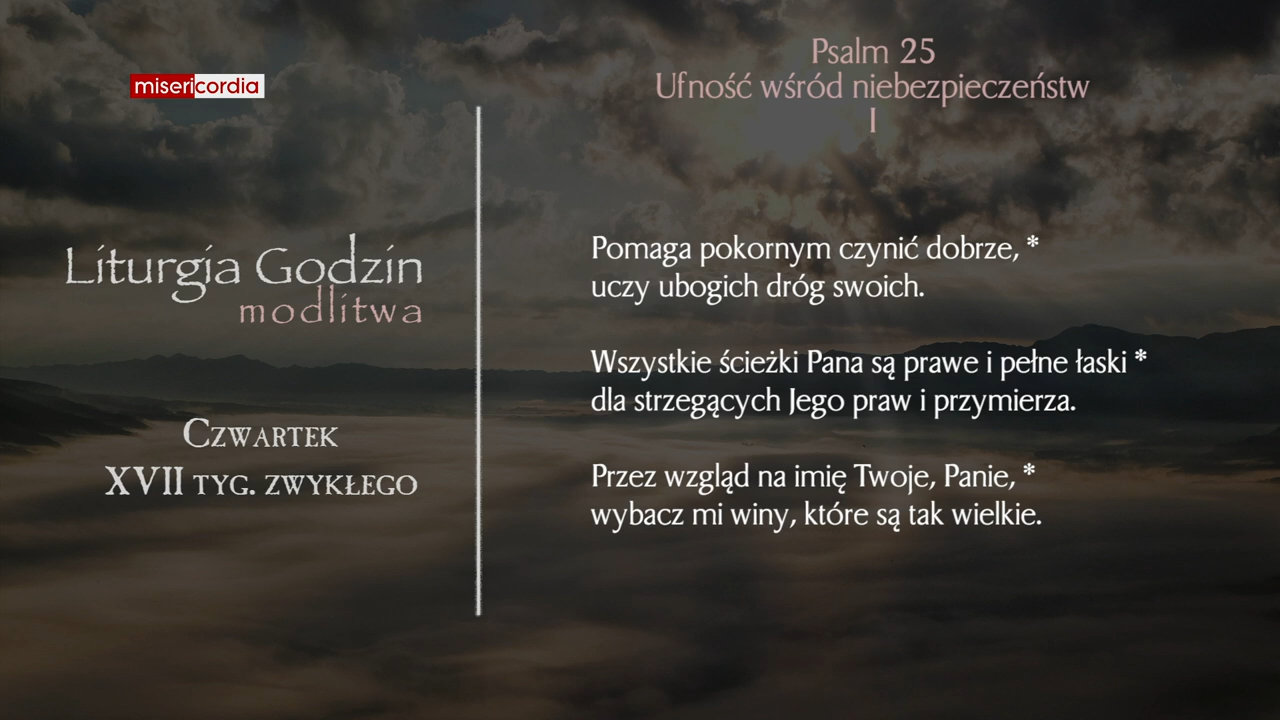 misericordia
Liturgia Godzin
modlitwa
Czwartek
XVII tyg. zwykłego
Psalm 25
Ufność wśród niebezpieczeństw
I
Pomaga pokornym czynić dobrze, *
uczy ubogich dróg swoich.
Wszystkie ścieżki Pana są prawe i pełne łaski *
dla strzegących Jego praw i przymierza.
Przez wzgląd na imię Twoje, Panie, *
wybacz mi winy, które są tak wielkie.